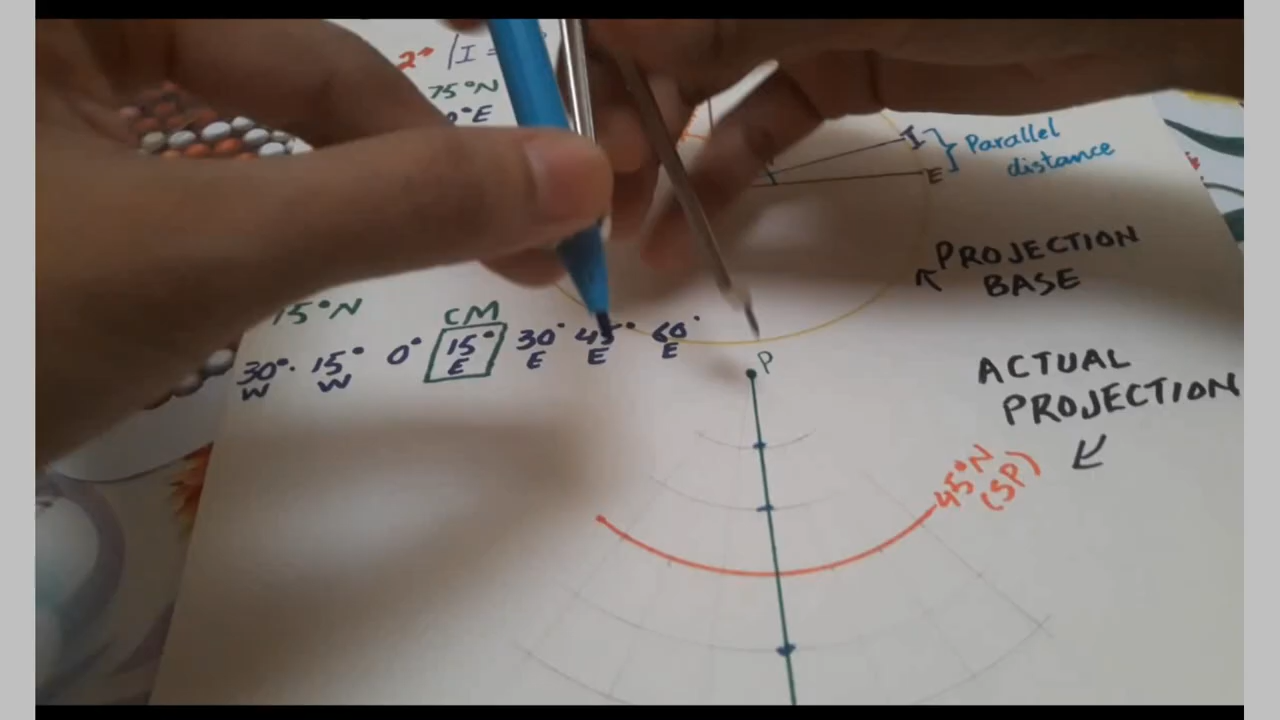 2→ /I =
75°N
0°E
I
Parallel
distance
E
PROJECTION
BASE
15°N
CM
30° 15° 0° 15° 30° 45° 60°
W W E E E E
P
ACTUAL
PROJECTION
45°N
(SP)